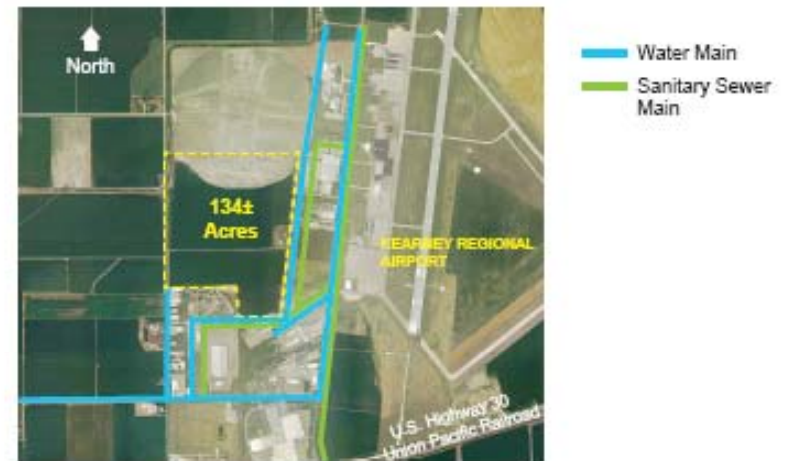 North
134±
Acres
KEARNEY REGIONAL
AIRPORT
U.S. Highway 30
Union Pacific Railroad
Water Main
Sanitary Sewer
Main